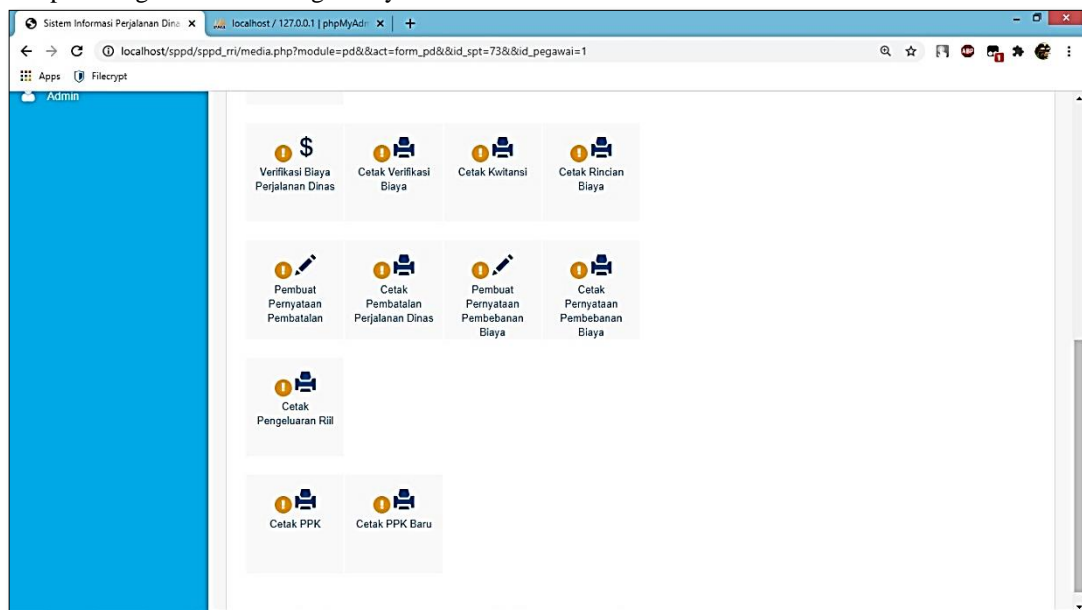 Sistem Informasi Perjalanan Dina
localhost / 127.0.0.1 | phpMyAdm
localhost/sppd/sppd_rri/media.php?module=pd&&act=form_pd&&id_spt=73&&id_pegawai=1
ABP
1
Apps
Filecrypt
Admin
$
Verifikasi Biaya
Perjalanan Dinas
Cetak Verifikasi
Biaya
Cetak Kwitansi
Cetak Rincian
Biaya
Pembuat
Pernyataan
Pembatalan
Cetak
Pembatalan
Perjalanan Dinas
Pembuat
Pernyataan
Pembebanan
Biaya
Cetak
Pernyataan
Pembebanan
Biaya
Cetak
Pengeluaran Riil
Cetak PPK
Cetak PPK Baru